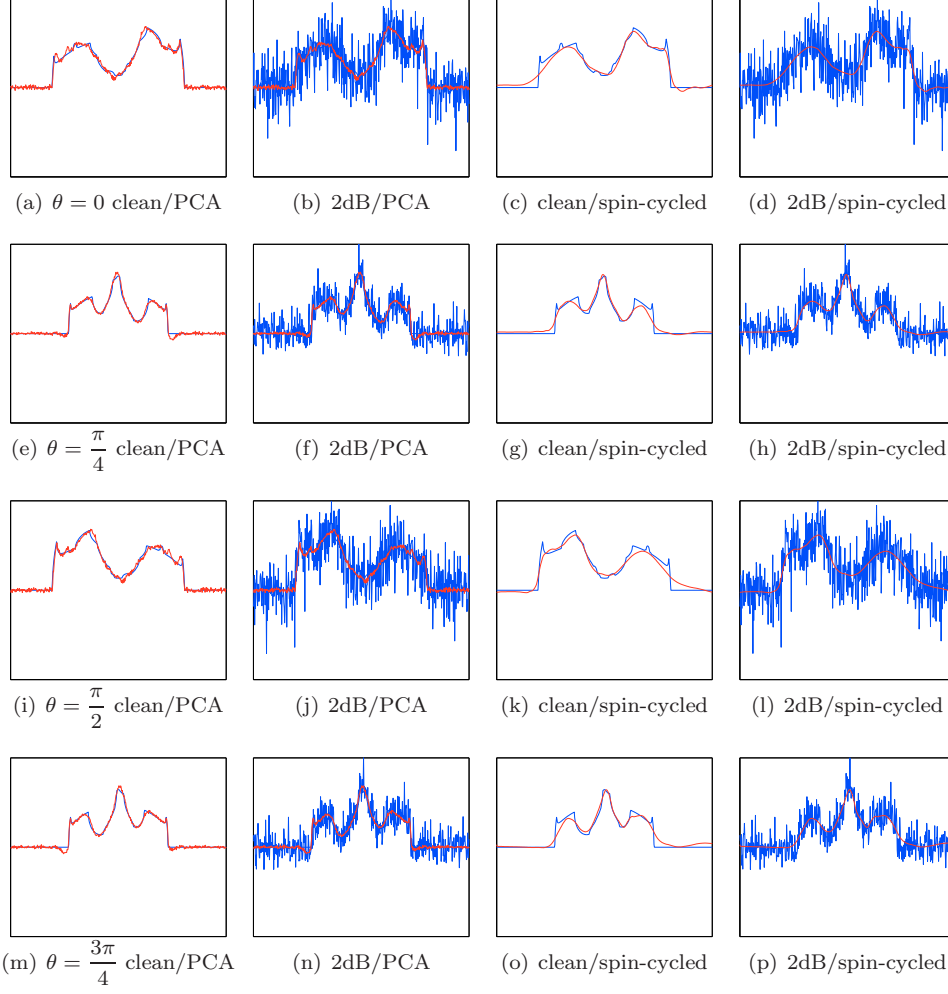 (a) θ = 0 clean/PCA
(b) 2dB/PCA
(c) clean/spin-cycled
(d) 2dB/spin-cycled
(e) θ = π/4 clean/PCA
(f) 2dB/PCA
(g) clean/spin-cycled
(h) 2dB/spin-cycled
(i) θ = π/2 clean/PCA
(j) 2dB/PCA
(k) clean/spin-cycled
(l) 2dB/spin-cycled
(m) θ = 3π/4 clean/PCA
(n) 2dB/PCA
(o) clean/spin-cycled
(p) 2dB/spin-cycled